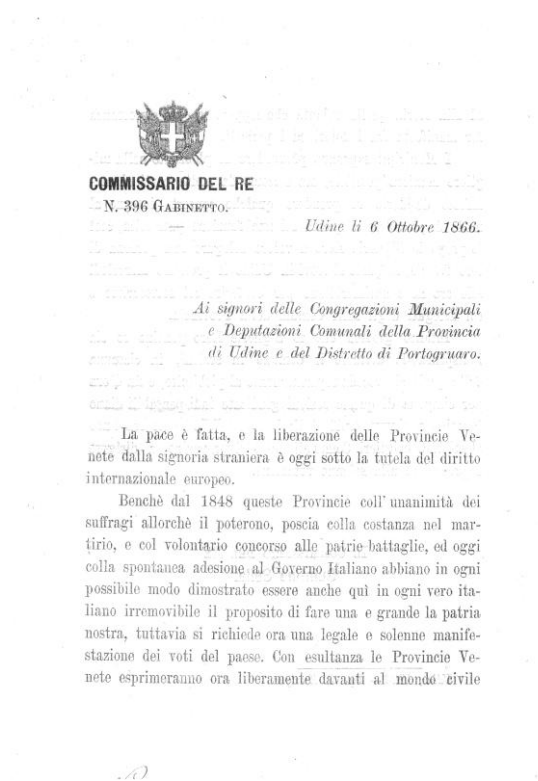 COMMISSARIO DEL RE
N. 396 GABINETTO.
Udine li 6 Ottobre 1866.
Ai signori delle Congregazioni Municipali
e Deputazioni Comunali della Provincia
di Udine e del Distretto di Portogruaro.
La pace è fatta, e la liberazione delle Provincie Ve-
nete dalla signoria straniera è oggi sotto la tutela del diritto
internazionale europeo.
Benchè dal 1848 queste Provincie coll' unanimità dei
suffragi allorchè il poterono, poscia colla costanza nel mar-
tirio, e col volontario concorso alle patrie battaglie, ed oggi
colla spontanea adesione al Governo Italiano abbiano in ogni
possibile modo dimostrato essere anche quì in ogni vero ita-
liano irremovibile il proposito di fare una e grande la patria
nostra, tuttavia si richiede ora una legale e solenne manife-
stazione dei voti del paese. Con esultanza le Provincie Ve-
nete esprimeranno ora liberamente davanti al mondo civile